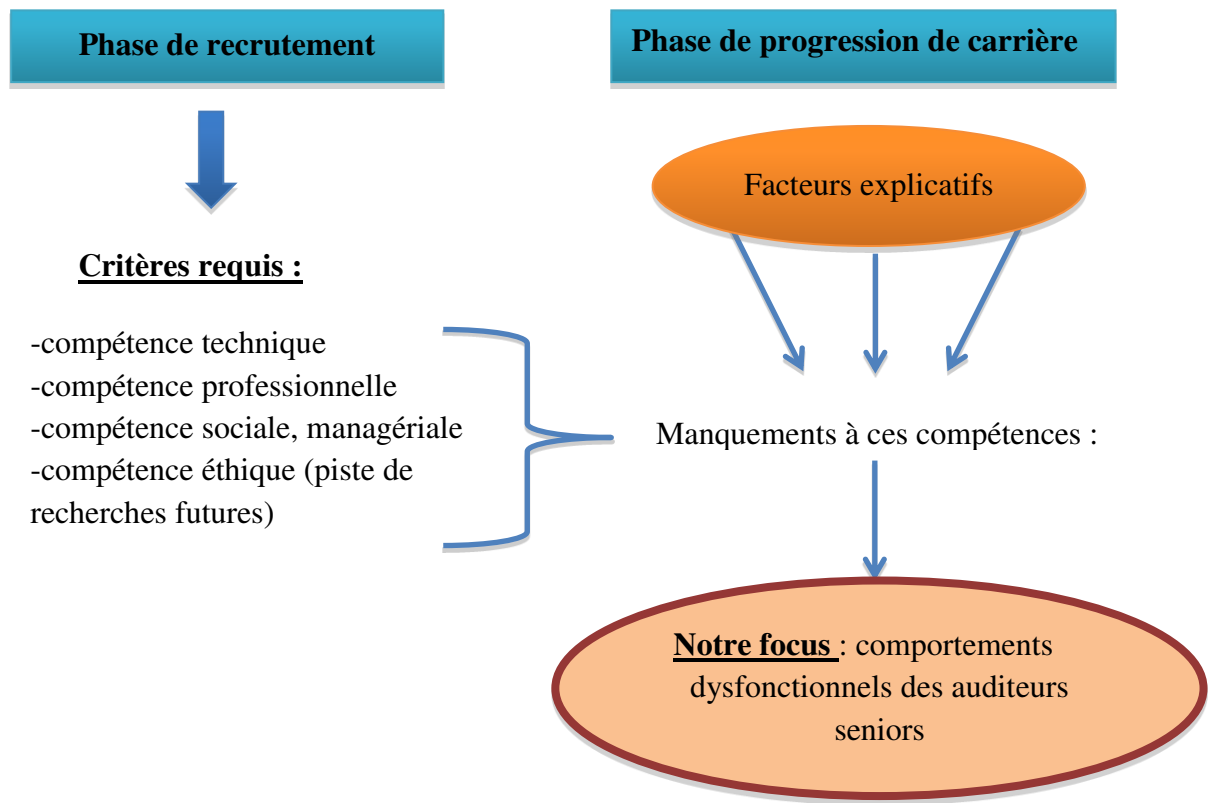 Phase de recrutement
Phase de progression de carrière
Facteurs explicatifs
Critères requis :
-compétence technique
-compétence professionnelle
-compétence sociale, managériale
-compétence éthique (piste de
recherches futures)
Manquements à ces compétences :
Notre focus : comportements
dysfonctionnels des auditeurs
seniors